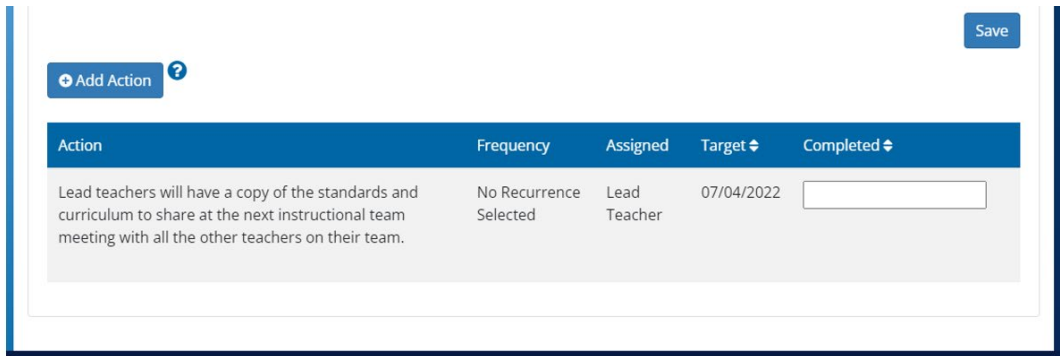 Save
Add Action ?
Action Frequency Assigned Target Completed
Lead teachers will have a copy of the standards and No Recurrence Lead 07/04/2022
curriculum to share at the next instructional team Selected Teacher
meeting with all the other teachers on their team.